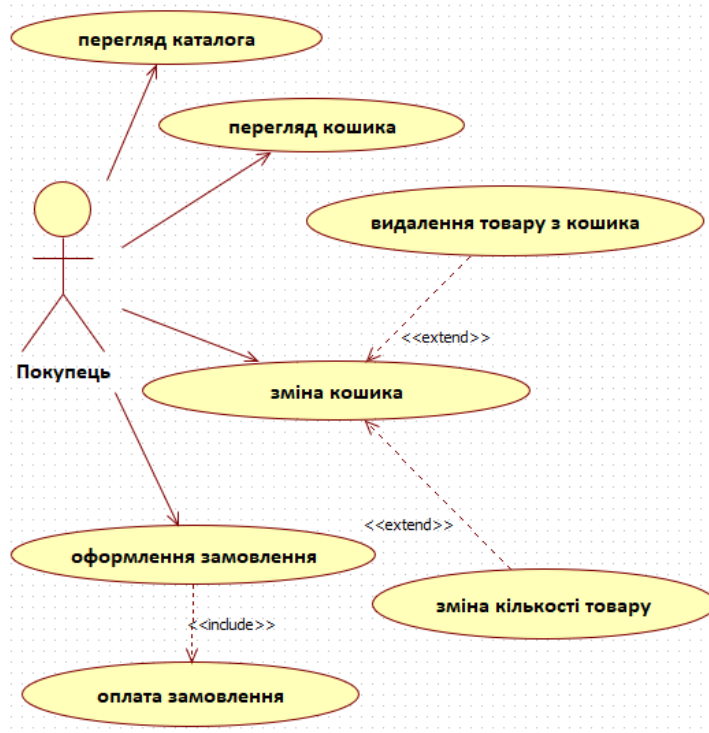 перегляд каталога
перегляд кошика
видалення товару з кошика
<<extend>>
Покупець
зміна кошика
<<extend>>
оформлення замовлення
зміна кількості товару
<<include>>
оплата замовлення